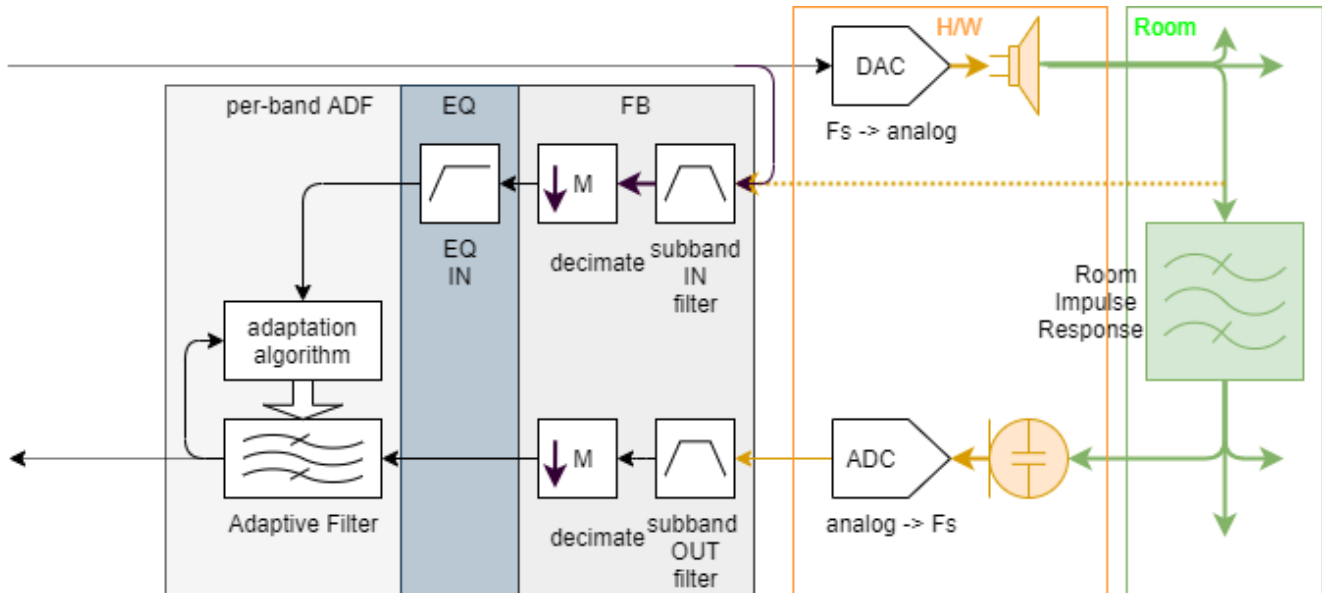 H/W
Room
DAC
per-band ADF
EQ
FB
Fs -> analog
M
EQ
IN
decimate
subband
IN
filter
Room
Impulse
Response
adaptation
algorithm
M
ADC
Adaptive Filter
decimate
subband
OUT
filter
analog -> Fs